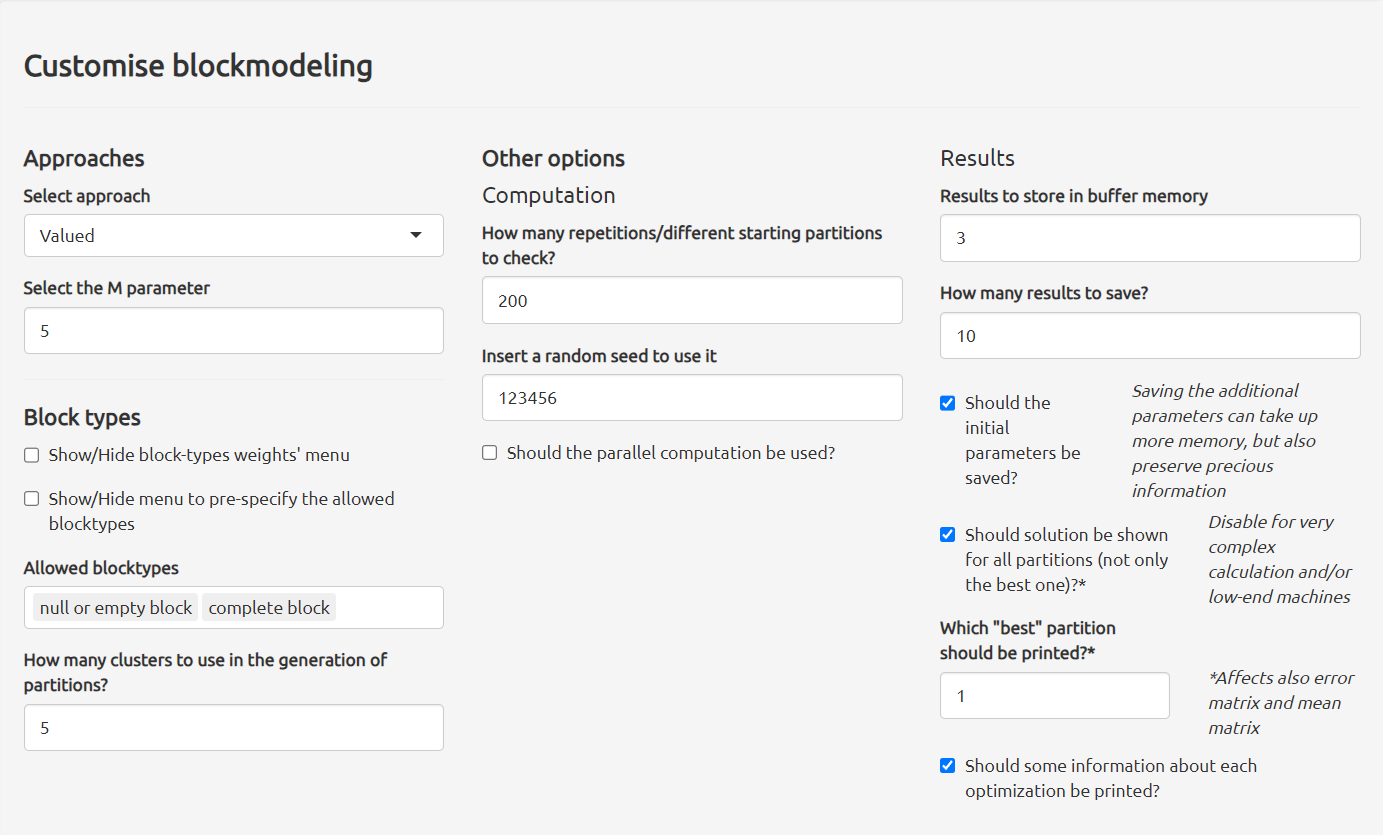 Customise blockmodeling
Approaches
Select approach
Valued
Select the M parameter
5
Block types
Show/Hide block-types weights' menu
Show/Hide menu to pre-specify the allowed
blocktypes
Allowed blocktypes
null or empty block complete block
How many clusters to use in the generation of
partitions?
5
Other options
Computation
How many repetitions/different starting partitions
to check?
200
Insert a random seed to use it
123456
Should the parallel computation be used?
Results
Results to store in buffer memory
3
How many results to save?
10
Should the
initial
parameters be
saved?
Saving the additional
parameters can take up
more memory, but also
preserve precious
information
Should solution be shown
for all partitions (not only
the best one)?*
Disable for very
complex
calculation and/or
low-end machines
Which "best" partition
should be printed?*
1
*Affects also error
matrix and mean
matrix
Should some information about each
optimization be printed?